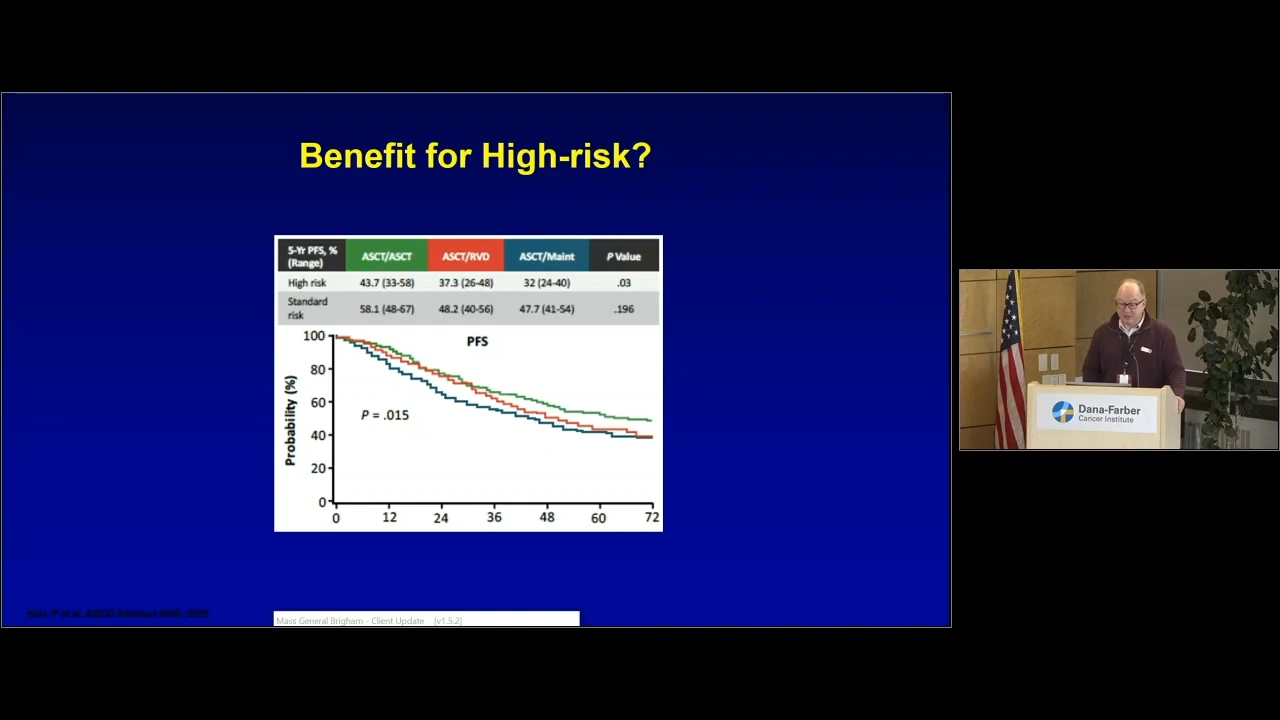 Benefit for High-risk?
5-Yr PFS, % (Range) ASCT/ASCT ASCT/RVD ASCT/Maint P Value
High risk 43.7 (33-58) 37.3 (26-48) 32 (24-40) .03
Standard risk 58.1 (48-67) 48.2 (40-56) 47.7 (41-54) .196
PFS
Probability (%)
100
80
60
40
20
0
P = .015
0 12 24 36 48 60 72
Mass General Brigham - Client Update [v1.5.2]
Dana-Farber
Cancer Institute